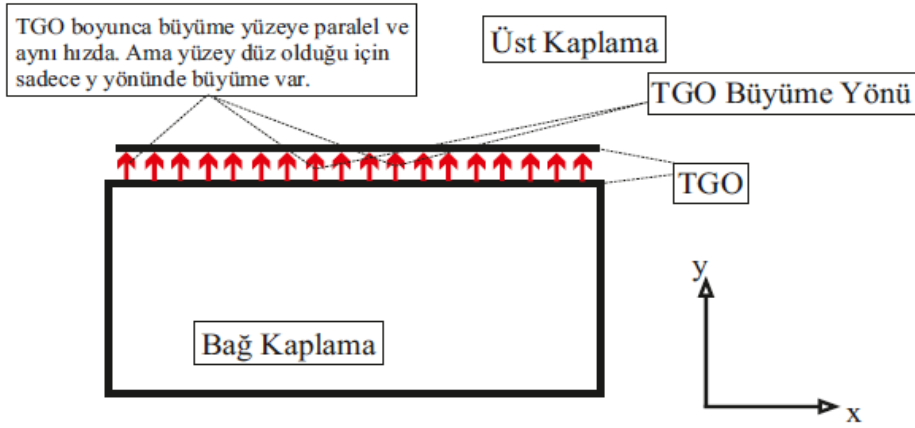 TGO boyunca büyüme yüzeye paralel ve
aynı hızda. Ama yüzey düz olduğu için
sadece y yönünde büyüme var.
Üst Kaplama
TGO Büyüme Yönü
TGO
Bağ Kaplama
y
x